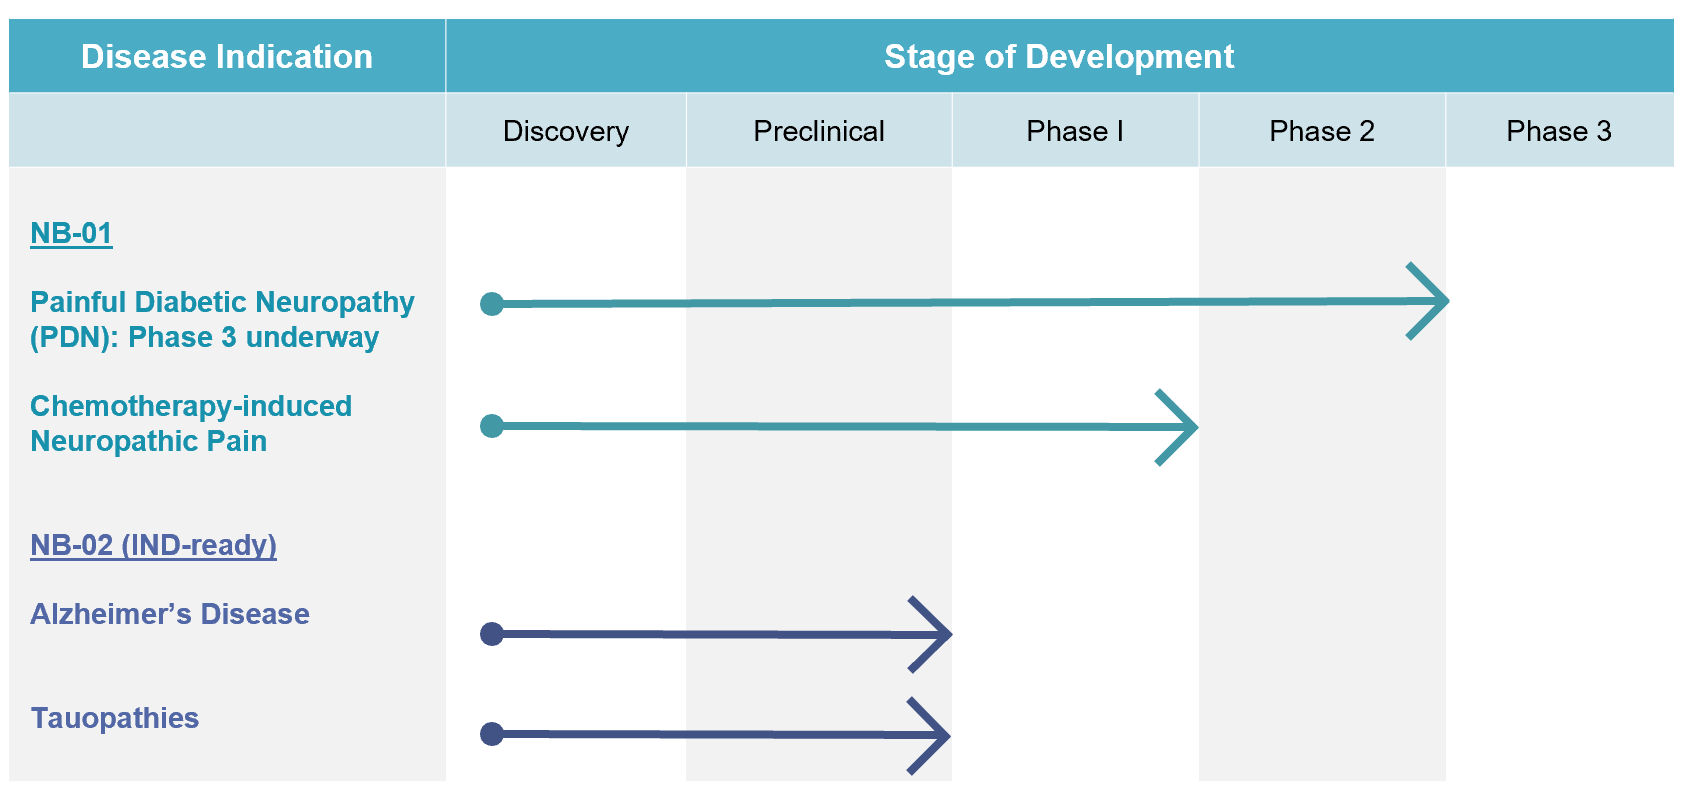 Disease Indication
Stage of Development
Discovery
Preclinical
Phase I
Phase 2
Phase 3
NB-01
Painful Diabetic Neuropathy
(PDN): Phase 3 underway
Chemotherapy-induced
Neuropathic Pain
NB-02 (IND-ready)
Alzheimer’s Disease
Tauopathies